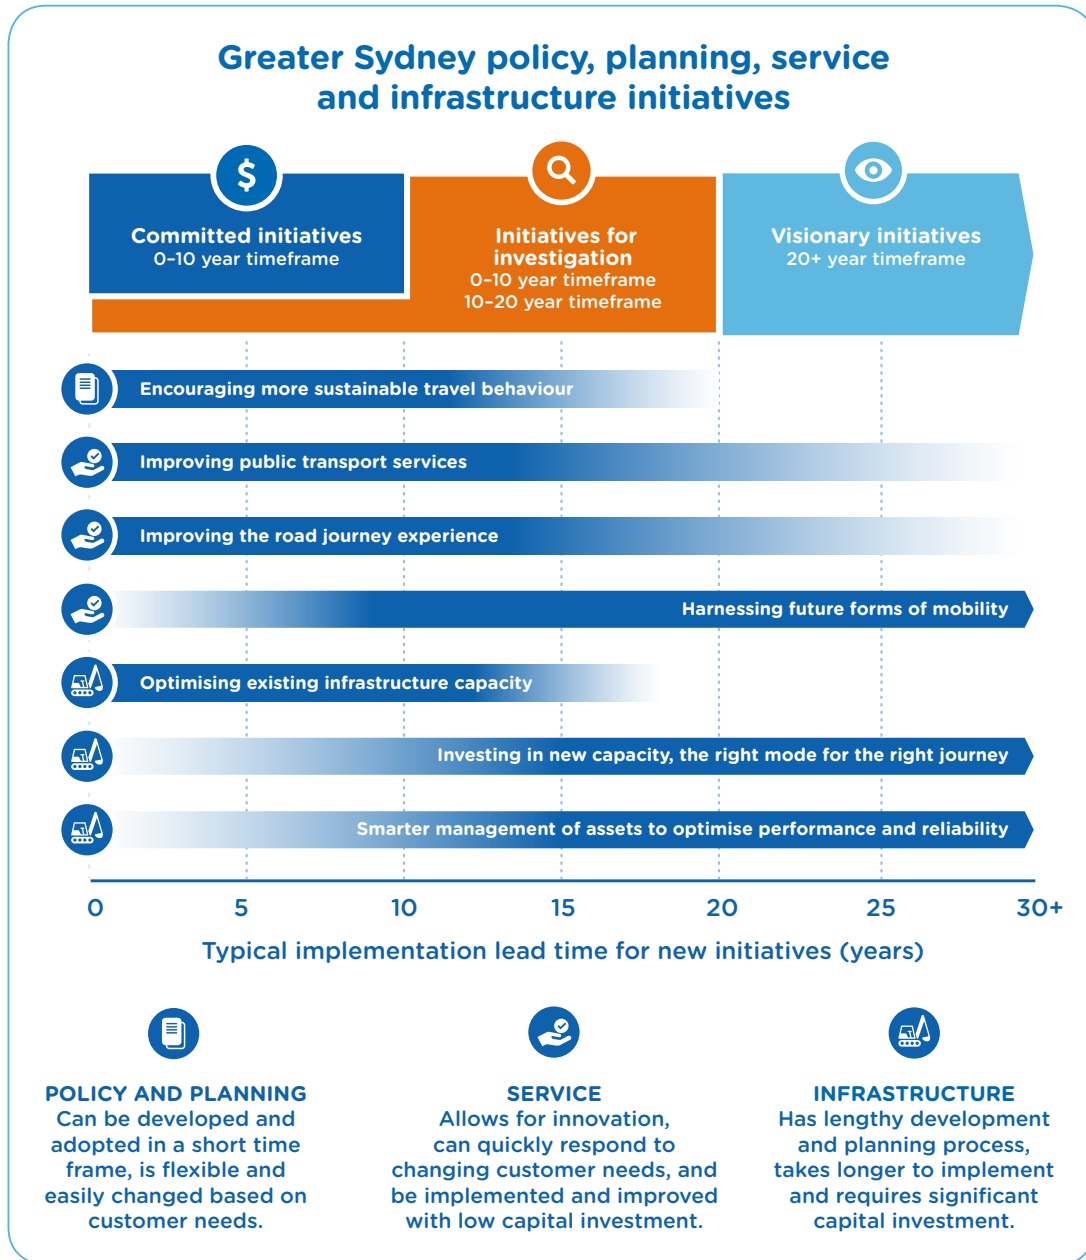 Greater Sydney policy, planning, service
and infrastructure initiatives
$
Committed initiatives
0–10 year timeframe
Initiatives for
investigation
0–10 year timeframe
10–20 year timeframe
Visionary initiatives
20+ year timeframe
Encouraging more sustainable travel behaviour
Improving public transport services
Improving the road journey experience
Harnessing future forms of mobility
Optimising existing infrastructure capacity
Investing in new capacity, the right mode for the right journey
Smarter management of assets to optimise performance and reliability
0 5 10 15 20 25 30+
Typical implementation lead time for new initiatives (years)
POLICY AND PLANNING
Can be developed and
adopted in a short time
frame, is flexible and
easily changed based on
customer needs.
SERVICE
Allows for innovation,
can quickly respond to
changing customer needs, and
be implemented and improved
with low capital investment.
INFRASTRUCTURE
Has lengthy development
and planning process,
takes longer to implement
and requires significant
capital investment.